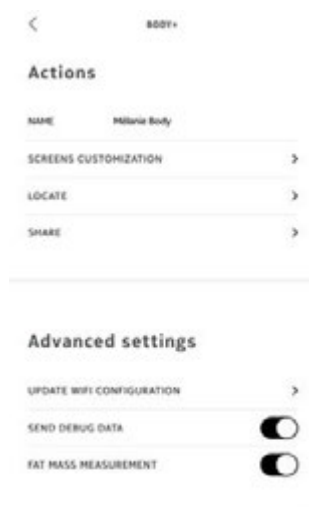 BODY+
Actions
NAME Mélanie Body
SCREENS CUSTOMIZATION
LOCATE
SHARE
Advanced settings
UPDATE WIFI CONFIGURATION
SEND DEBUG DATA
FAT MASS MEASUREMENT